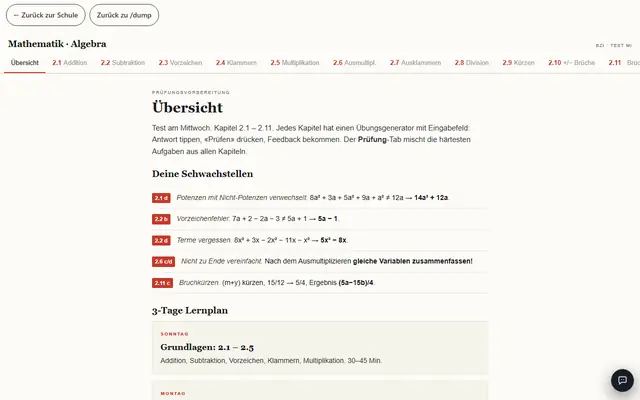 ← Zurück zur Schule
Zurück zu /dump
Mathematik · Algebra
BZI TEST MI
Übersicht
2.1 Addition
2.2 Subtraktion
2.3 Vorzeichen
2.4 Klammern
2.5 Multiplikation
2.6 Ausmultipl.
2.7 Ausklammern
2.8 Division
2.9 Kürzen
2.10 +/− Brüche
2.11 Bruc
PRÜFUNGSVORBEREITUNG
Übersicht
Test am Mittwoch. Kapitel 2.1 – 2.11. Jedes Kapitel hat einen Übungsgenerator mit Eingabefeld:
Antwort tippen, «Prüfen» drücken, Feedback bekommen. Der Prüfung-Tab mischt die härtesten
Aufgaben aus allen Kapiteln.
Deine Schwachstellen
2.1 d Potenzen mit Nicht-Potenzen verwechselt. 8a² + 3a + 5a² + 9a + a² ≠ 12a → 14a² + 12a.
2.2 b Vorzeichenfehler. 7a + 2 − 2a − 3 ≠ 5a + 1 → 5a − 1.
2.2 d Terme vergessen. 8x² + 3x − 2x² − 11x − x² → 5x² − 8x.
2.6 c/d Nicht zu Ende vereinfacht. Nach dem Ausmultiplizieren gleiche Variablen zusammenfassen!
2.11 c Bruchkürzen. (m+y) kürzen, 15/12 → 5/4, Ergebnis (5a−15b)/4.
3-Tage Lernplan
SONNTAG
Grundlagen: 2.1 – 2.5
Addition, Subtraktion, Vorzeichen, Klammern, Multiplikation. 30–45 Min.
MONTAG